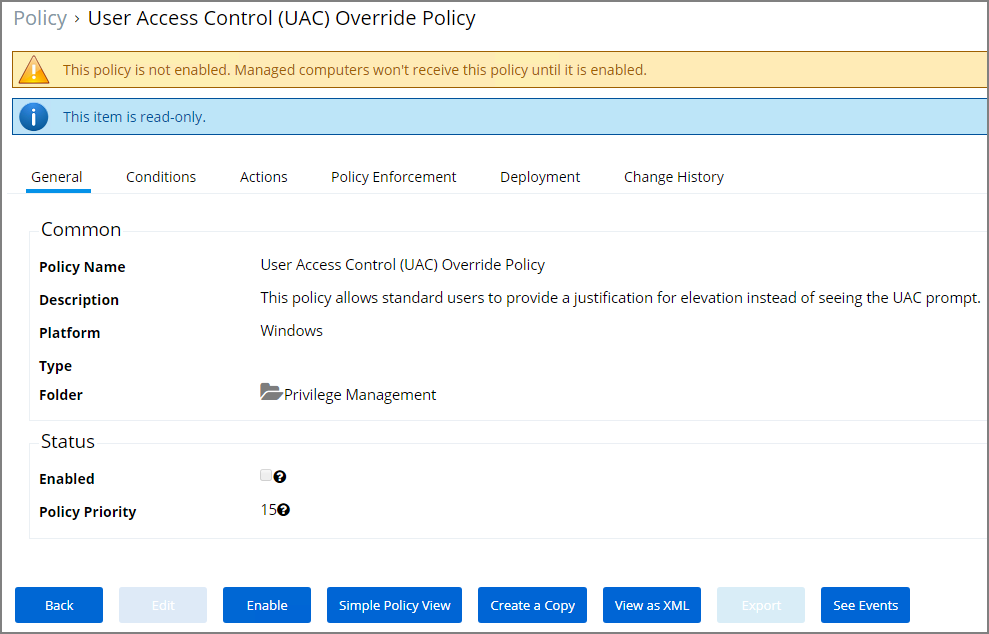 Policy › User Access Control (UAC) Override Policy
This policy is not enabled. Managed computers won't receive this policy until it is enabled.
This item is read-only.
General Conditions Actions Policy Enforcement Deployment Change History
Common
Policy Name User Access Control (UAC) Override Policy
Description This policy allows standard users to provide a justification for elevation instead of seeing the UAC prompt.
Platform Windows
Type
Folder Privilege Management
Status
Enabled
Policy Priority 15
Back Edit Enable Simple Policy View Create a Copy View as XML Export See Events